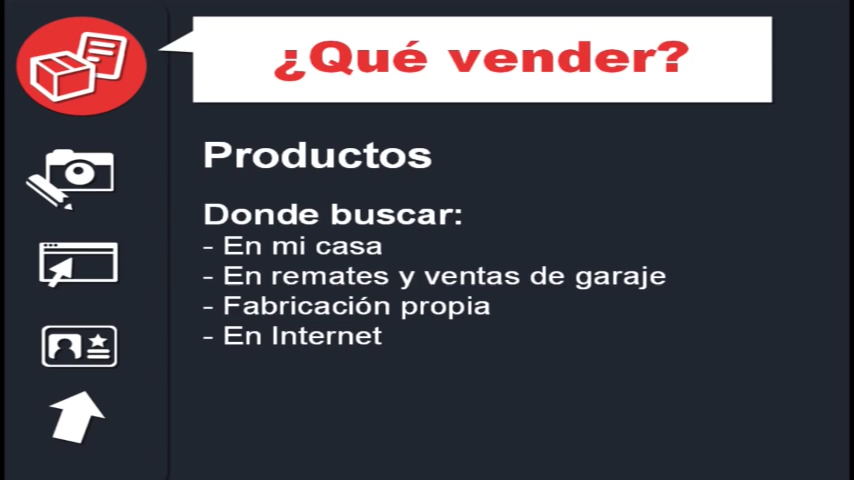 ¿Qué vender?
Productos
Donde buscar:
- En mi casa
- En remates y ventas de garaje
- Fabricación propia
- En Internet